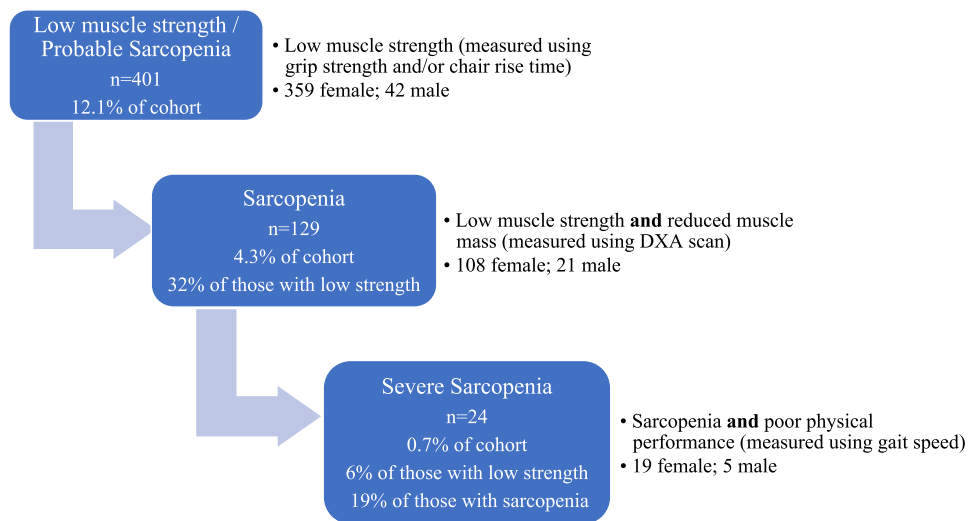 Low muscle strength /
Probable Sarcopenia
n=401
12.1% of cohort
• Low muscle strength (measured using
grip strength and/or chair rise time)
• 359 female; 42 male
Sarcopenia
n=129
4.3% of cohort
32% of those with low strength
• Low muscle strength and reduced muscle
mass (measured using DXA scan)
• 108 female; 21 male
Severe Sarcopenia
n=24
0.7% of cohort
6% of those with low strength
19% of those with sarcopenia
• Sarcopenia and poor physical
performance (measured using gait speed)
• 19 female; 5 male